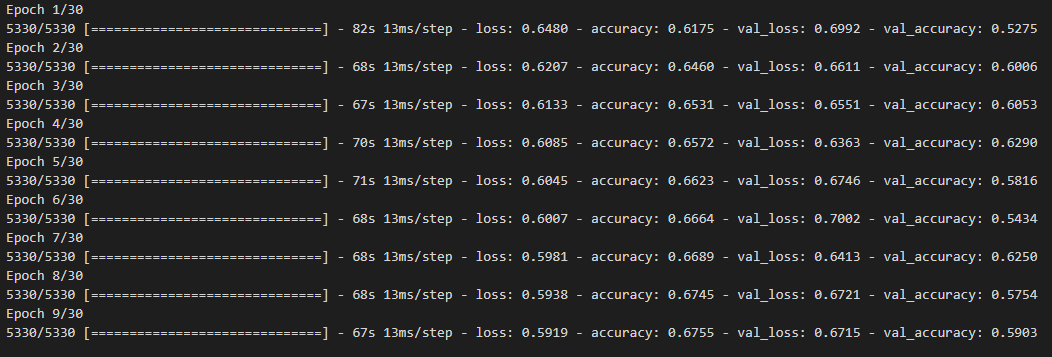 Epoch 1/30
5330/5330 [==============================] - 82s 13ms/step - loss: 0.6480 - accuracy: 0.6175 - val_loss: 0.6992 - val_accuracy: 0.5275
Epoch 2/30
5330/5330 [==============================] - 68s 13ms/step - loss: 0.6207 - accuracy: 0.6460 - val_loss: 0.6611 - val_accuracy: 0.6006
Epoch 3/30
5330/5330 [==============================] - 67s 13ms/step - loss: 0.6133 - accuracy: 0.6531 - val_loss: 0.6551 - val_accuracy: 0.6053
Epoch 4/30
5330/5330 [==============================] - 70s 13ms/step - loss: 0.6085 - accuracy: 0.6572 - val_loss: 0.6363 - val_accuracy: 0.6290
Epoch 5/30
5330/5330 [==============================] - 71s 13ms/step - loss: 0.6045 - accuracy: 0.6623 - val_loss: 0.6746 - val_accuracy: 0.5816
Epoch 6/30
5330/5330 [==============================] - 68s 13ms/step - loss: 0.6007 - accuracy: 0.6664 - val_loss: 0.7002 - val_accuracy: 0.5434
Epoch 7/30
5330/5330 [==============================] - 68s 13ms/step - loss: 0.5981 - accuracy: 0.6689 - val_loss: 0.6413 - val_accuracy: 0.6250
Epoch 8/30
5330/5330 [==============================] - 68s 13ms/step - loss: 0.5938 - accuracy: 0.6745 - val_loss: 0.6721 - val_accuracy: 0.5754
Epoch 9/30
5330/5330 [==============================] - 67s 13ms/step - loss: 0.5919 - accuracy: 0.6755 - val_loss: 0.6715 - val_accuracy: 0.5903